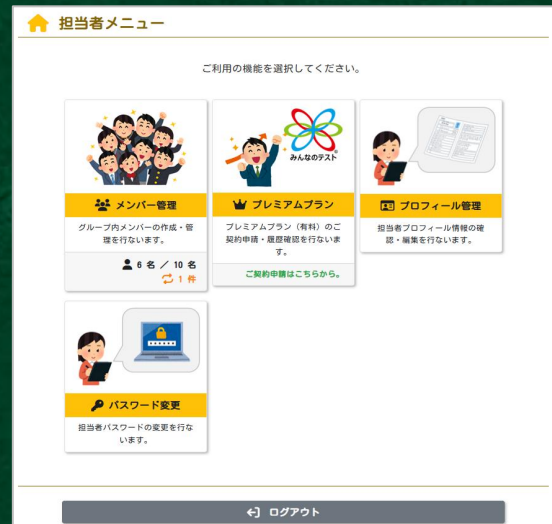 担当者メニュー
ご利用の機能を選択してください。
メンバー管理
グループ内メンバーの作成・管
理を行ないます。
6 名 / 10 名
1 件
みんなのテスト
プレミアムプラン
プレミアムプラン（有料）のご
契約申請・履歴確認を行ないま
す。
ご契約申請はこちらから。
プロフィール管理
担当者プロフィール情報の確
認・編集を行ないます。
パスワード変更
担当者パスワードの変更を行な
います。
ログアウト